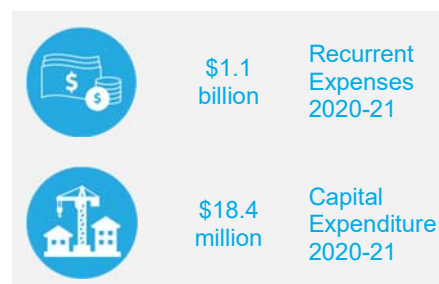 $1.1
billion
Recurrent
Expenses
2020-21
$18.4
million
Capital
Expenditure
2020-21